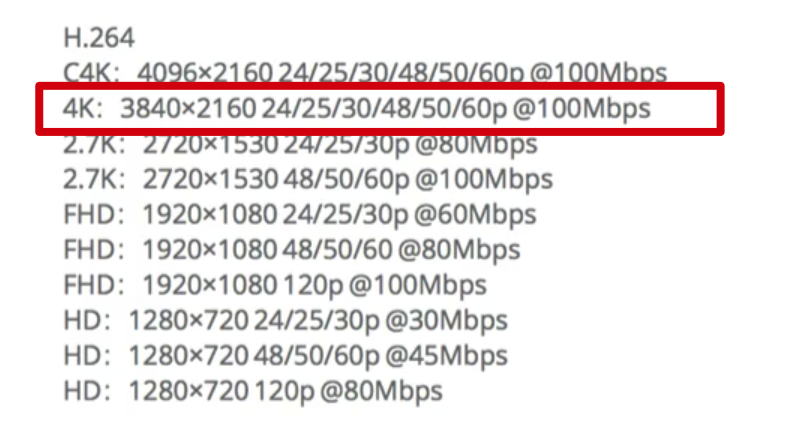 H.264
C4K: 4096×2160 24/25/30/48/50/60p @100Mbps
4K: 3840×2160 24/25/30/48/50/60p @100Mbps
2.7K: 2720×1530 24/25/30p @80Mbps
2.7K: 2720×1530 48/50/60p @100Mbps
FHD: 1920×1080 24/25/30p @60Mbps
FHD: 1920×1080 48/50/60 @80Mbps
FHD: 1920×1080 120p @100Mbps
HD: 1280×720 24/25/30p @30Mbps
HD: 1280×720 48/50/60p @45Mbps
HD: 1280×720 120p @80Mbps